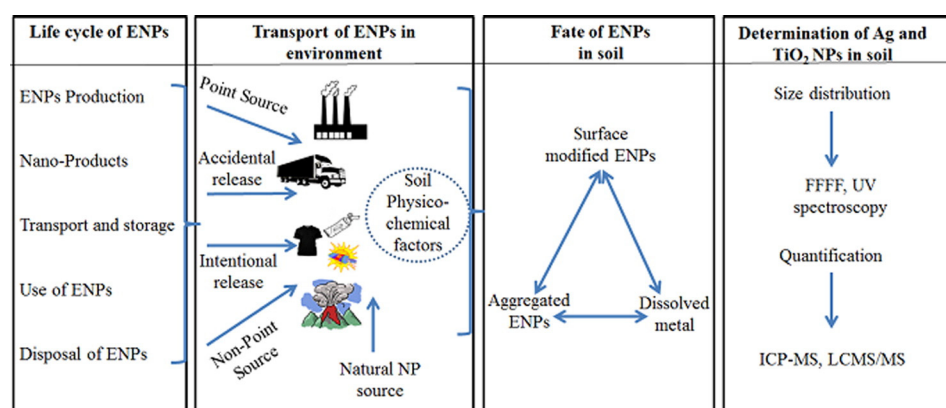 Life cycle of ENPs
ENPs Production
Nano-Products
Transport and storage
Use of ENPs
Disposal of ENPs
Transport of ENPs in
environment
Point Source
Accidental
release
Intentional
release
Non-Point
Source
Natural NP
source
Soil
Physico-
chemical
factors
Fate of ENPs
in soil
Surface
modified ENPs
Aggregated
ENPs
Dissolved
metal
Determination of Ag and
TiO₂ NPs in soil
Size distribution
FFFF, UV
spectroscopy
Quantification
ICP-MS, LCMS/MS